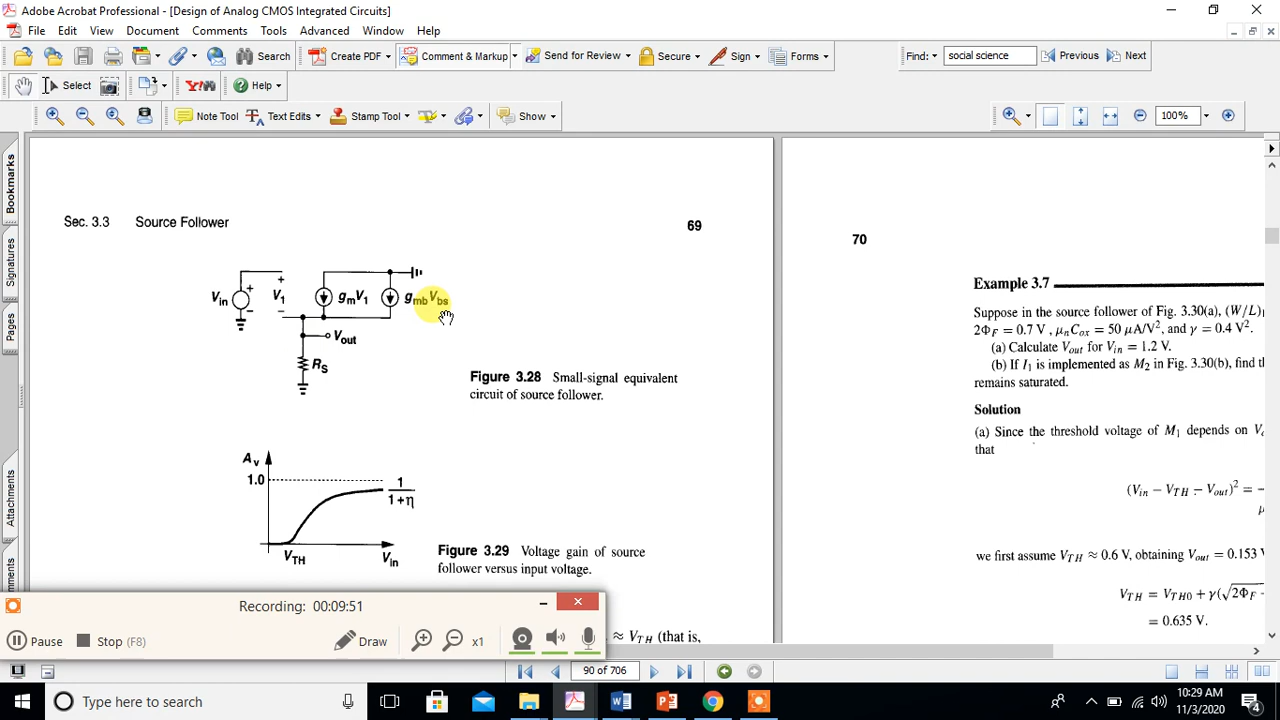 Adobe Acrobat Professional - [Design of Analog CMOS Integrated Circuits]
File Edit View Document Comments Tools Advanced Window Help
Search Create PDF Comment & Markup Send for Review Secure Sign Forms Find: social science Previous Next
Select Y! Help
Note Tool Text Edits Stamp Tool Show 100%
Bookmarks
Signatures
Pages
Attachments
Sec. 3.3 Source Follower 69
Vin + − + V1 − gmV1 gmbVbs
Vout
RS
Figure 3.28 Small-signal equivalent
circuit of source follower.
Av
1.0
1
1+η
VTH Vin
Figure 3.29 Voltage gain of source
follower versus input voltage.
≈ VTH (that is,
70
Example 3.7
Suppose in the source follower of Fig. 3.30(a), (W/L)
2ΦF = 0.7 V, μnCox = 50 μA/V², and γ = 0.4 V².
(a) Calculate Vout for Vin = 1.2 V.
(b) If I1 is implemented as M2 in Fig. 3.30(b), find
remains saturated.
Solution
(a) Since the threshold voltage of M1 depends on
that
(Vin − VTH − Vout)² =
we first assume VTH ≈ 0.6 V, obtaining Vout = 0.153
VTH = VTH0 + γ(√2ΦF
= 0.635 V.
Recording: 00:09:51
Pause Stop (F8) Draw x1
90 of 706
Type here to search
10:29 AM
11/3/2020
4